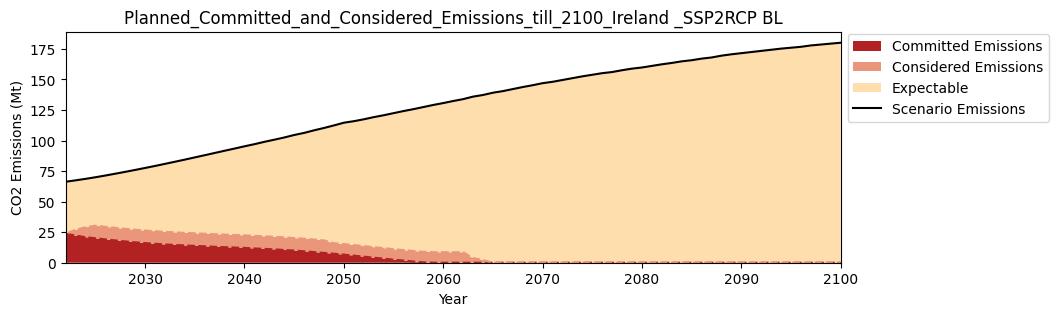 Planned_Committed_and_Considered_Emissions_till_2100_Ireland _SSP2RCP BL
175
150
125
100
75
50
25
0
CO2 Emissions (Mt)
2030
2040
2050
2060
2070
2080
2090
2100
Year
Committed Emissions
Considered Emissions
Expectable
Scenario Emissions